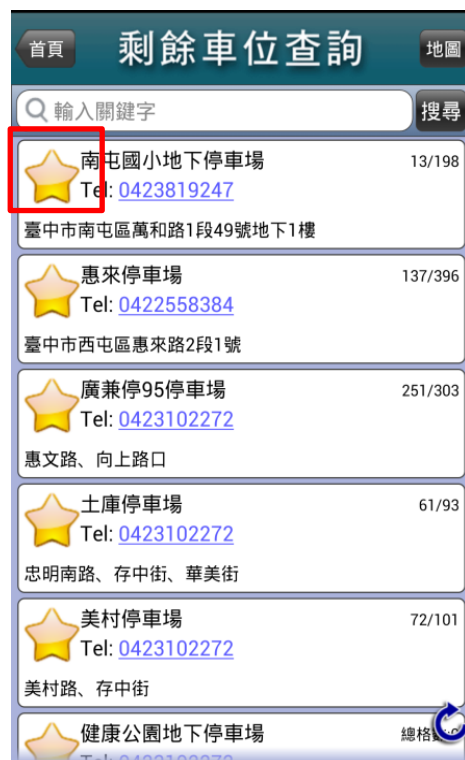 首頁
剩餘車位查詢
地圖
輸入關鍵字
搜尋
南屯國小地下停車場
13/198
Tel: 0423819247
臺中市南屯區萬和路1段49號地下1樓
惠來停車場
137/396
Tel: 0422558384
臺中市西屯區惠來路2段1號
廣兼停95停車場
251/303
Tel: 0423102272
惠文路、向上路口
土庫停車場
61/93
Tel: 0423102272
忠明南路、存中街、華美街
美村停車場
72/101
Tel: 0423102272
美村路、存中街
健康公園地下停車場
總格